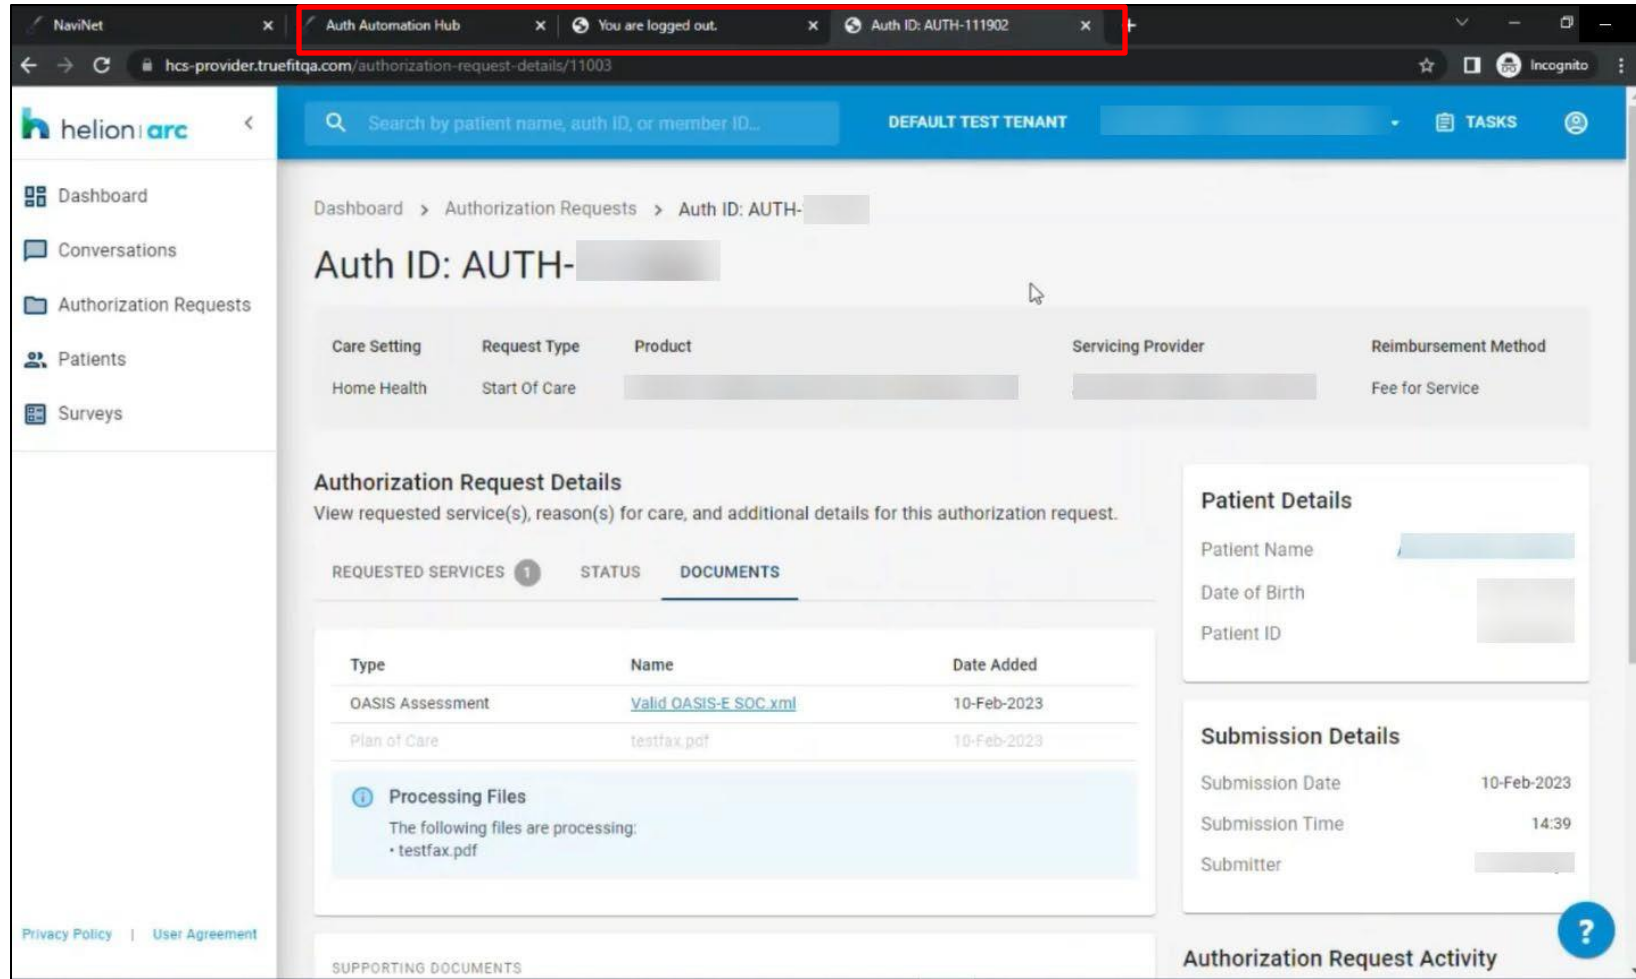 NaviNet
Auth Automation Hub
You are logged out.
Auth ID: AUTH-111902
hcs-provider.truefitqa.com/authorization-request-details/11003
Incognito
helion arc
Search by patient name, auth ID, or member ID...
DEFAULT TEST TENANT
TASKS
Dashboard
Conversations
Authorization Requests
Patients
Surveys
Privacy Policy | User Agreement
Dashboard > Authorization Requests > Auth ID: AUTH-
Auth ID: AUTH-
Care Setting Request Type Product Servicing Provider Reimbursement Method
Home Health Start Of Care Fee for Service
Authorization Request Details
View requested service(s), reason(s) for care, and additional details for this authorization request.
REQUESTED SERVICES 1 STATUS DOCUMENTS
Type Name Date Added
OASIS Assessment Valid OASIS-E SOC.xml 10-Feb-2023
Plan of Care testfax.pdf 10-Feb-2023
Processing Files
The following files are processing:
• testfax.pdf
SUPPORTING DOCUMENTS
Patient Details
Patient Name
Date of Birth
Patient ID
Submission Details
Submission Date 10-Feb-2023
Submission Time 14:39
Submitter
Authorization Request Activity
?